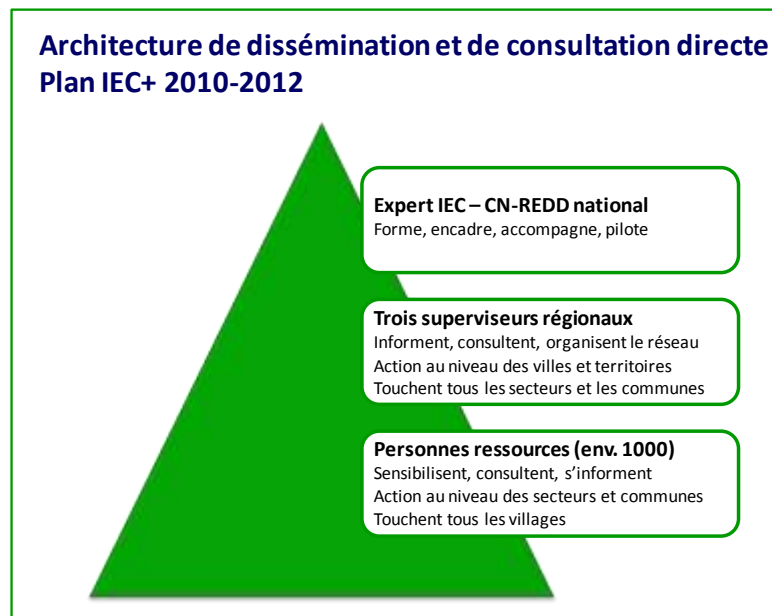 Architecture de dissémination et de consultation directe
Plan IEC+ 2010-2012
Expert IEC – CN-REDD national
Forme, encadre, accompagne, pilote
Trois superviseurs régionaux
Informent, consultent, organisent le réseau
Action au niveau des villes et territoires
Touchent tous les secteurs et les communes
Personnes ressources (env. 1000)
Sensibilisent, consultent, s’informent
Action au niveau des secteurs et communes
Touchent tous les villages